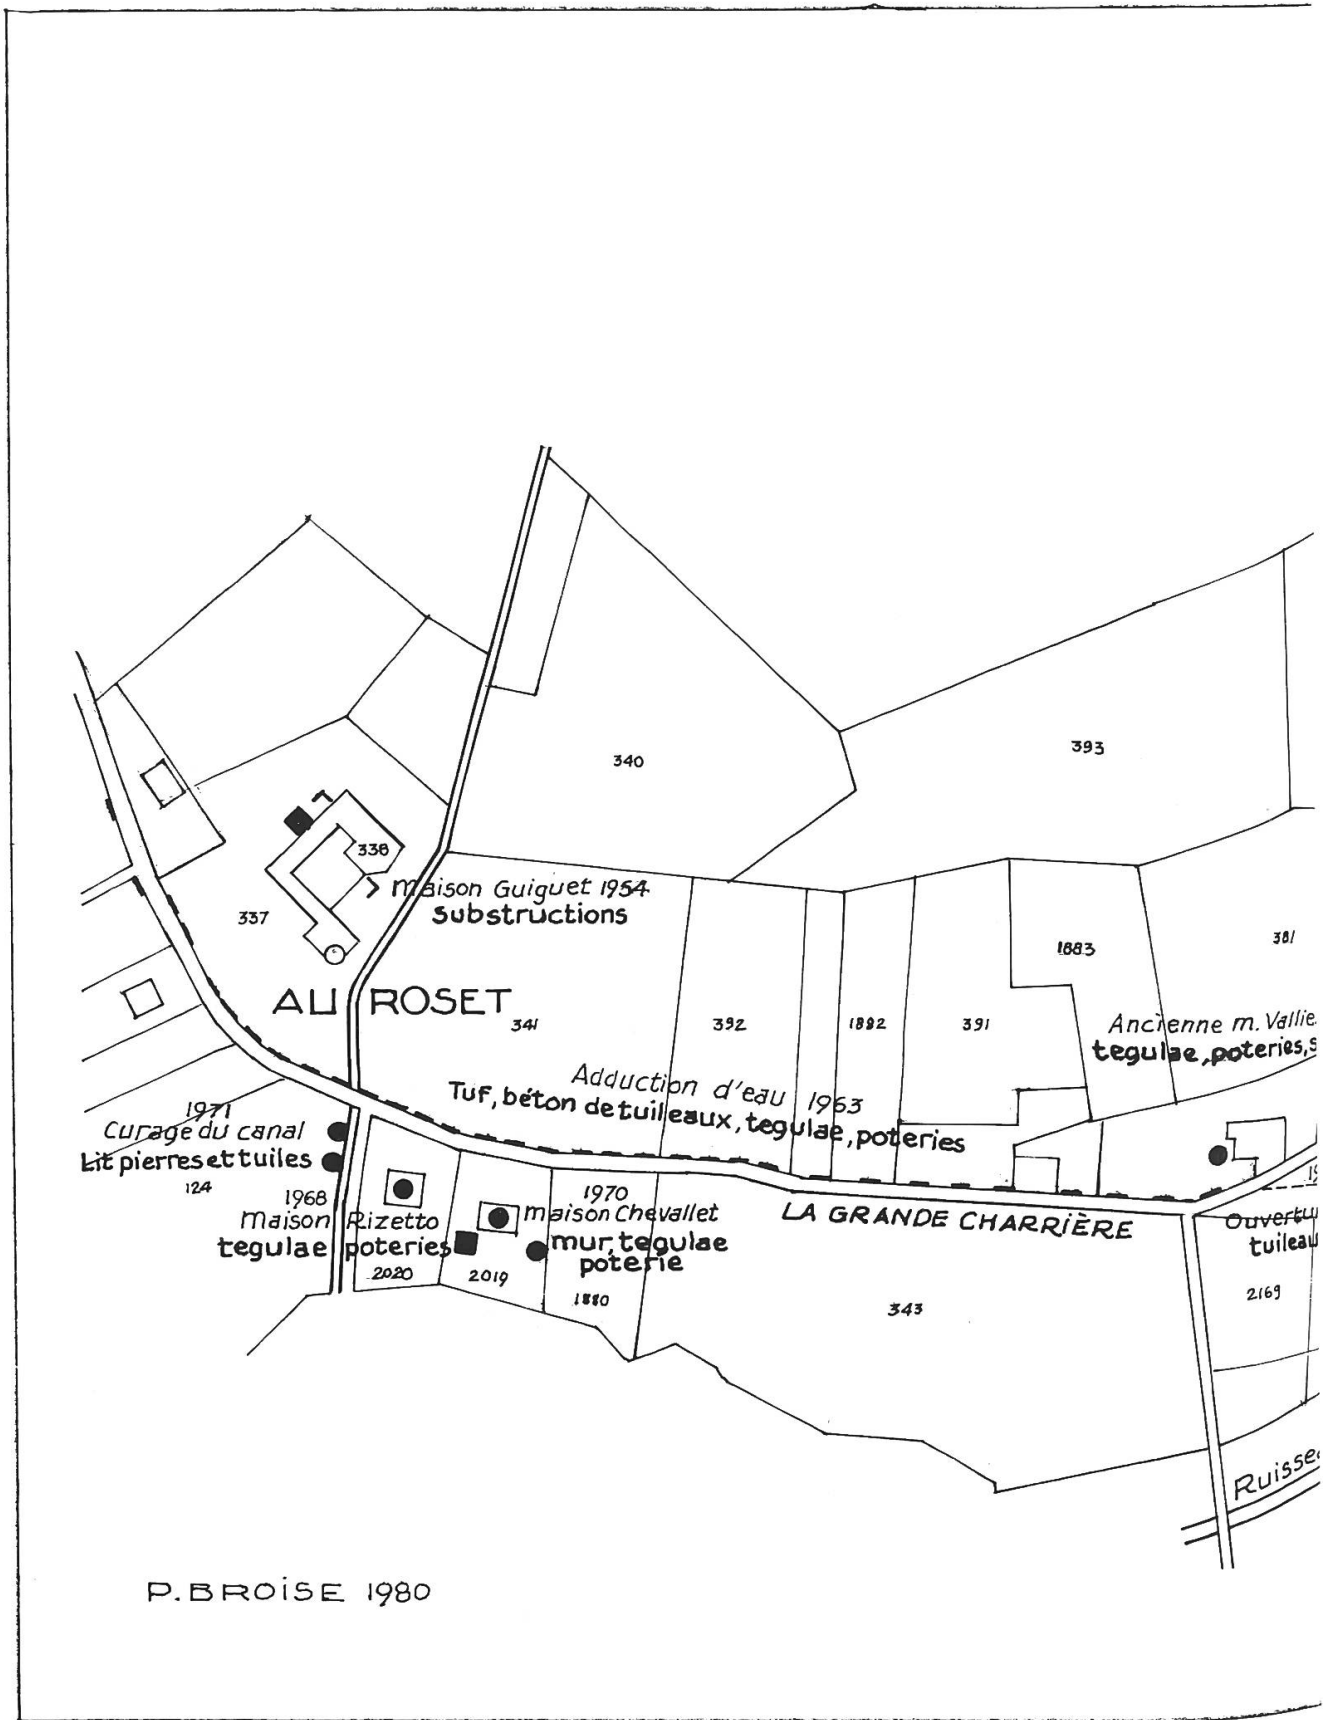 340
393
338
Maison Guiguet 1954
substructions
337
1883
381
AU ROSET
341
392
1882
391
Ancienne m. Vallie
tegulae, poteries, s
Adduction d'eau 1963
Tuf, béton de tuileaux, tegulae, poteries
1971
Curage du canal
Lit pierres et tuiles
124
1968
Maison Rizetto
tegulae poteries
2020
2019
1970
Maison Chevallet
mur, tegulae
poterie
1880
LA GRANDE CHARRIÈRE
343
Ouvertu
tuileau
2169
Ruisse
P. BROISE 1980